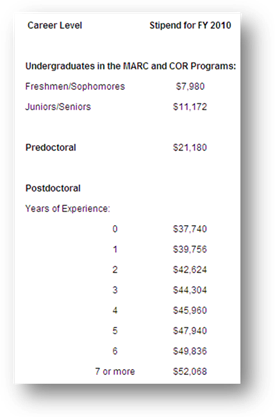 Career Level Stipend for FY 2010
Undergraduates in the MARC and COR Programs:
Freshmen/Sophomores $7,980
Juniors/Seniors $11,172
Predoctoral $21,180
Postdoctoral
Years of Experience:
0 $37,740
1 $39,756
2 $42,624
3 $44,304
4 $45,960
5 $47,940
6 $49,836
7 or more $52,068